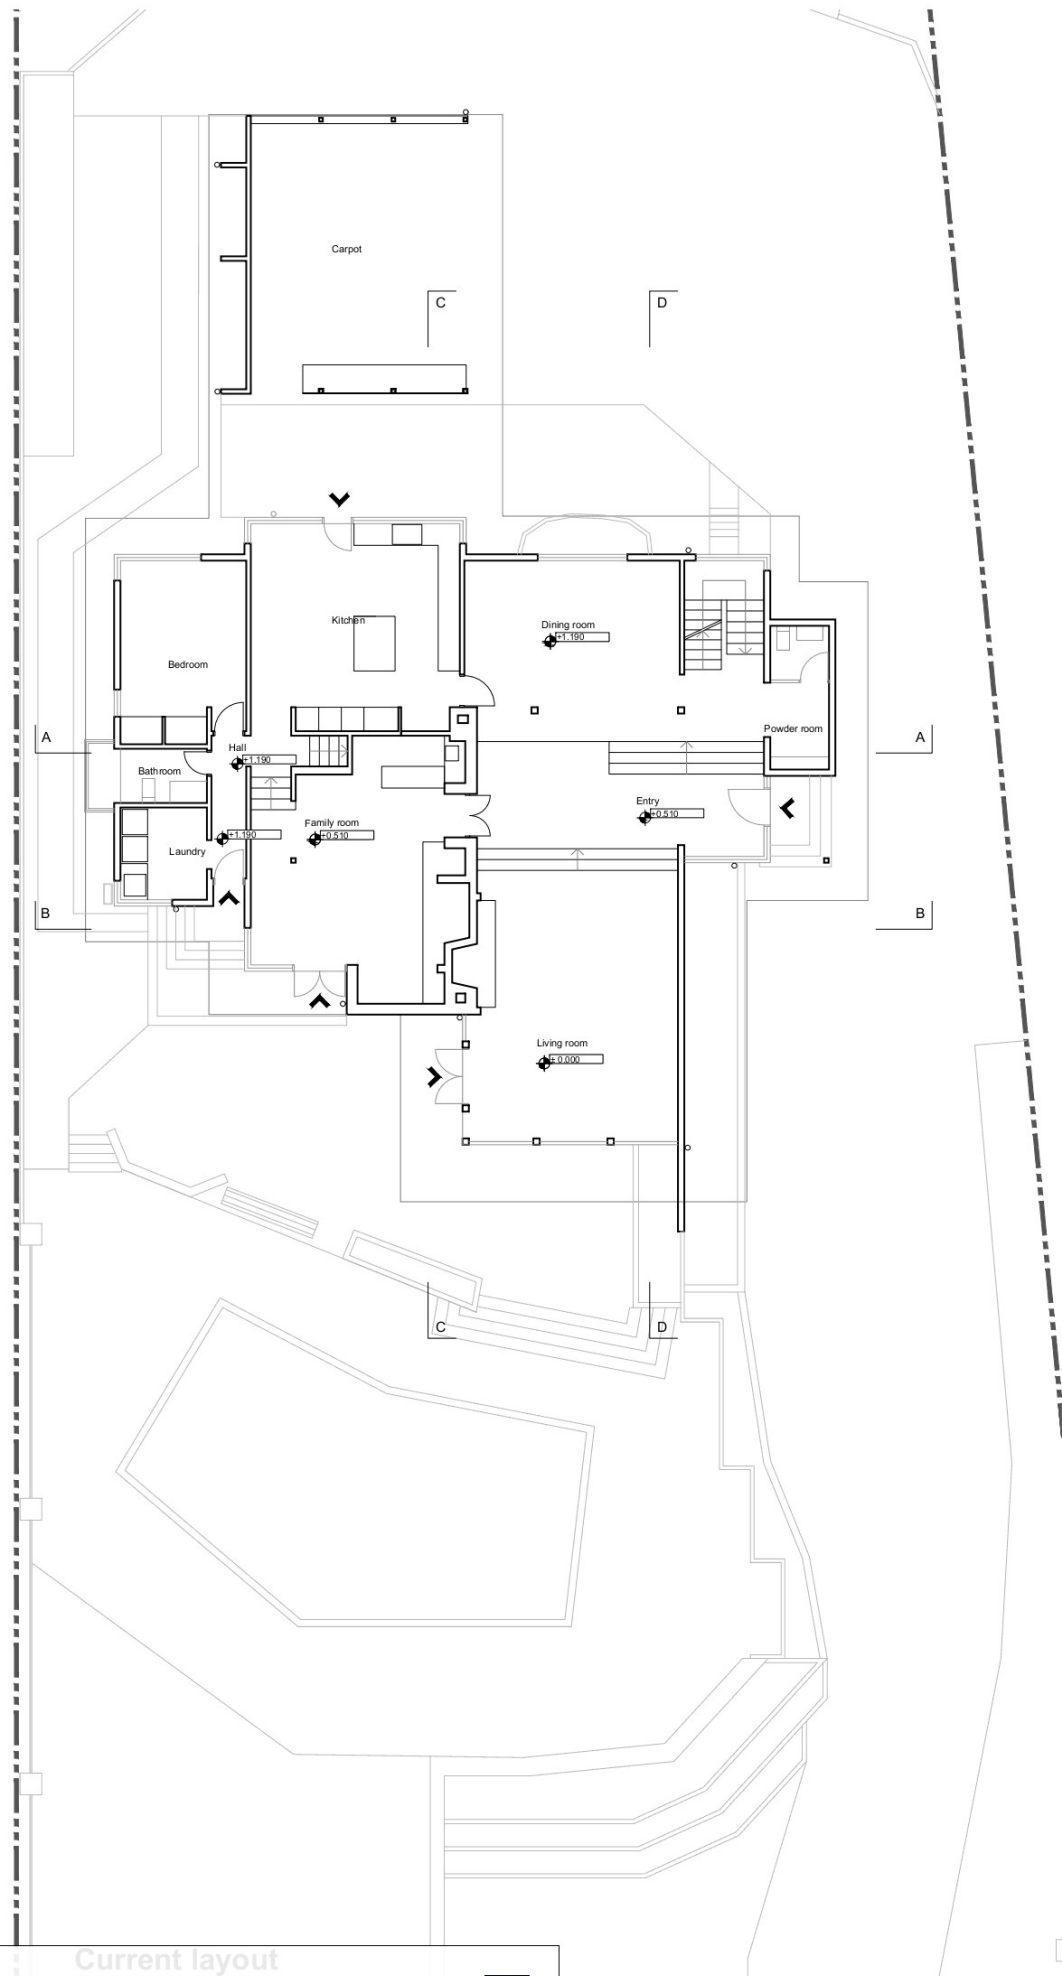 Carpot
C
D
Kitchen
Dining room
+1.190
Bedroom
Powder room
A
A
Hall
+1.190
Bathroom
Entry
+0.510
Family room
+0.510
+1.190
Laundry
B
B
Living room
± 0.000
C
D
Current layout